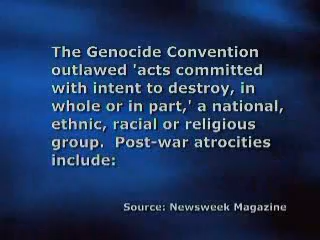 The Genocide Convention
outlawed 'acts committed
with intent to destroy, in
whole or in part,' a national,
ethnic, racial or religious
group.  Post-war atrocities
include:
Source: Newsweek Magazine